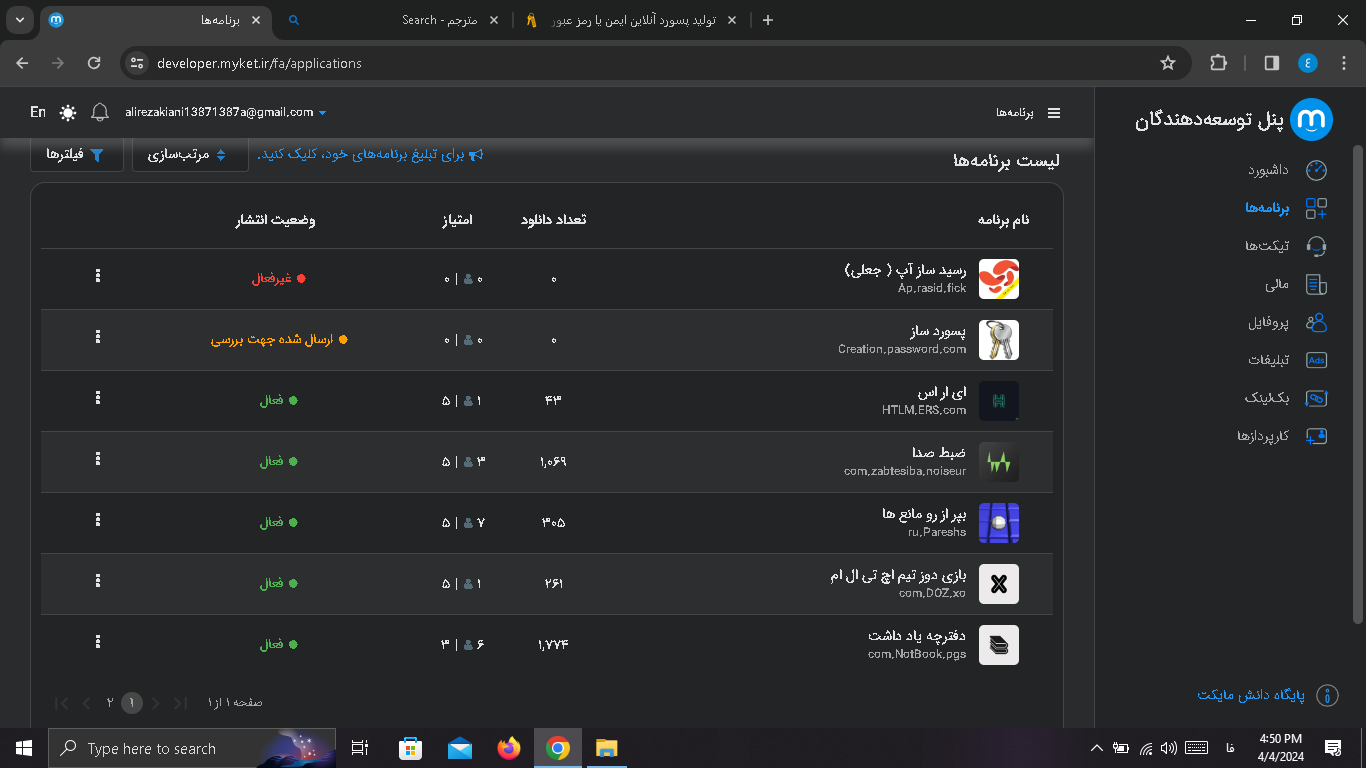 برنامه‌ها
مترجم - Search
تولید پسورد آنلاین ایمن یا رمز عبور
developer.myket.ir/fa/applications
پنل توسعه‌دهندگان
داشبورد
برنامه‌ها
تیکت‌ها
مالی
پروفایل
تبلیغات
Ads
بک‌لینک
کارپردازها
پایگاه دانش مایکت
برنامه‌ها
alirezakiani13871387a@gmail.com
En
لیست برنامه‌ها
برای تبلیغ برنامه‌های خود، کلیک کنید.
مرتب‌سازی
فیلترها
نام برنامه تعداد دانلود امتیاز وضعیت انتشار
رسید ساز آپ ( جعلی) ۰ ۰ | ۰ غیرفعال
Ap.rasid.fick
پسورد ساز ۰ ۰ | ۰ ارسال شده جهت بررسی
Creation.password.com
ای ار اس ۴۳ ۱ | ۵ فعال
HTLM.ERS.com
ضبط صدا ۱,۰۶۹ ۳ | ۵ فعال
com.zabtesiba.noiseur
بپر از رو مانع ها ۳۰۵ ۷ | ۵ فعال
ru.Pareshs
بازی دوز تیم اچ تی ال ام ۲۶۱ ۱ | ۵ فعال
com.DOZ.xo
دفترچه یاد داشت ۱,۷۷۴ ۶ | ۳ فعال
com.NotBook.pgs
صفحه ۱ از ۱
۱ ۲
Type here to search
فا
4:50 PM
4/4/2024